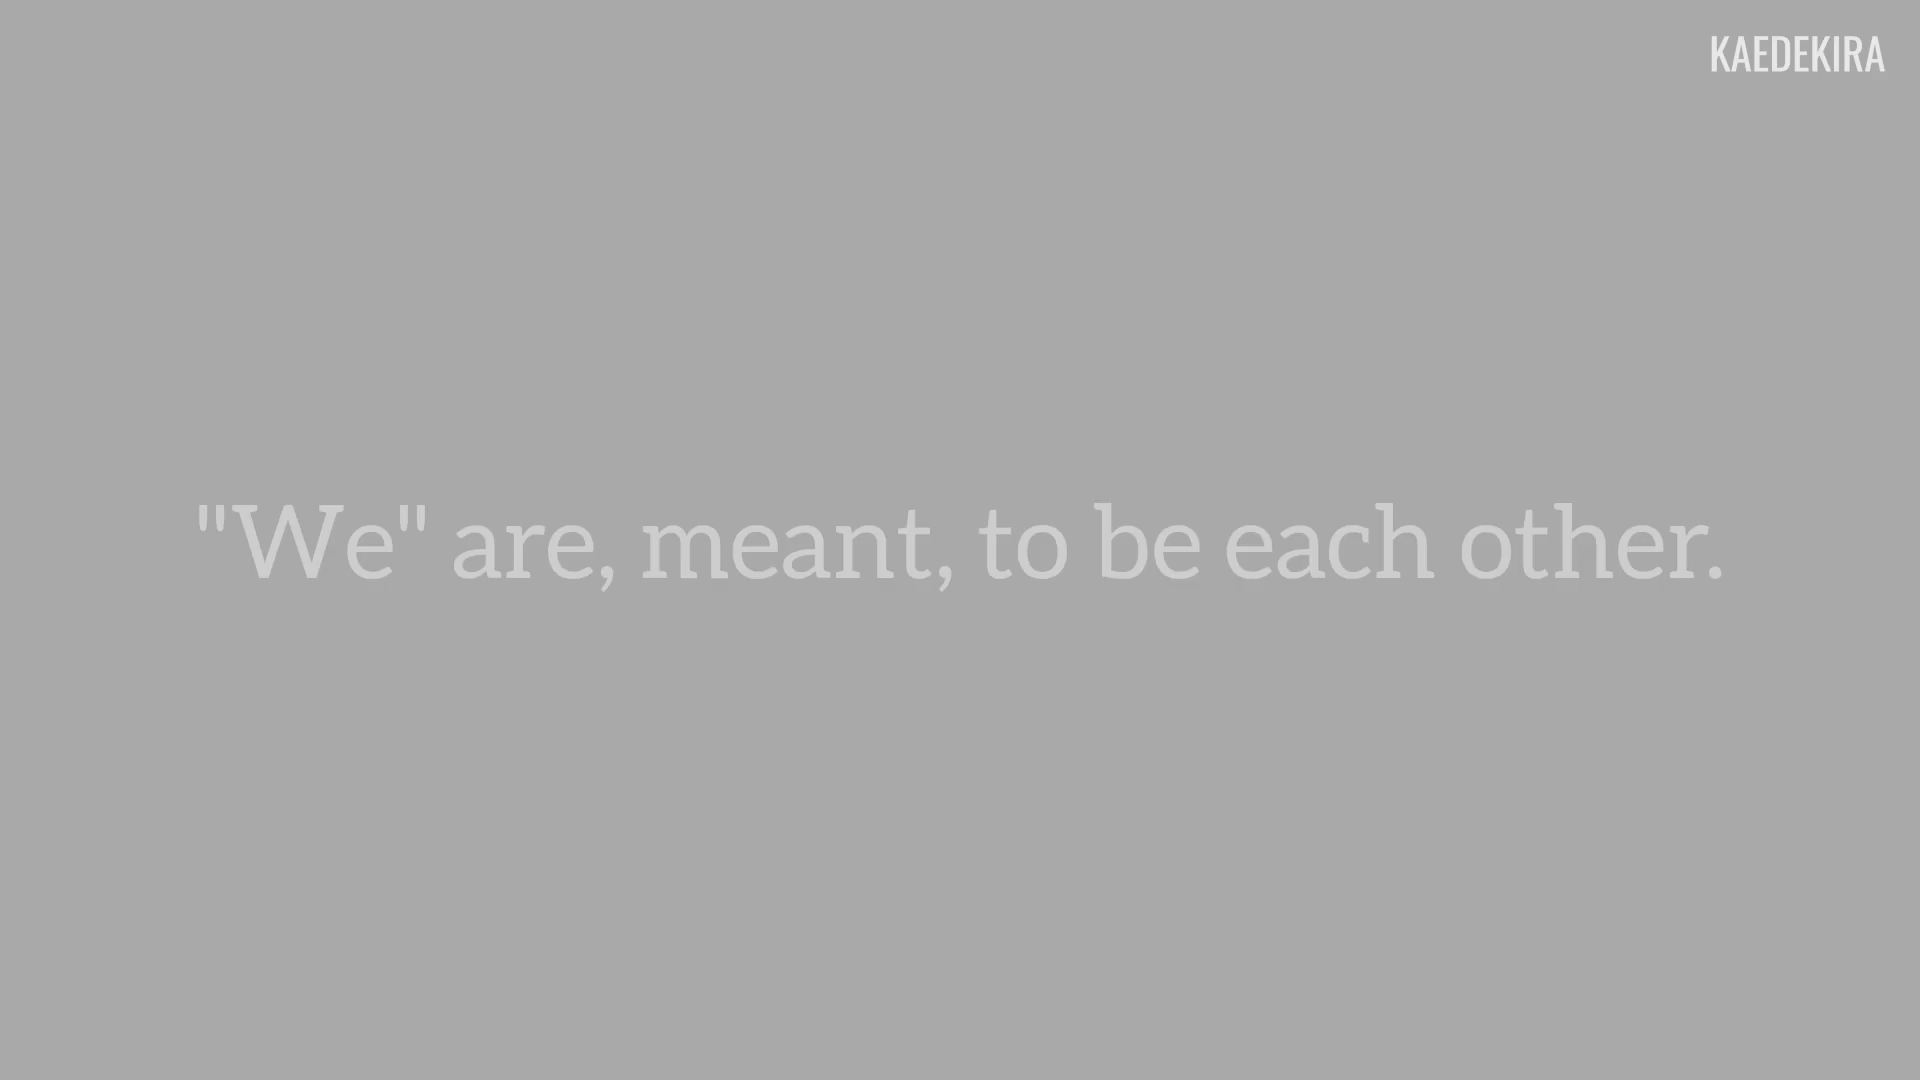 KAEDEKIRA
"We" are, meant, to be each other.